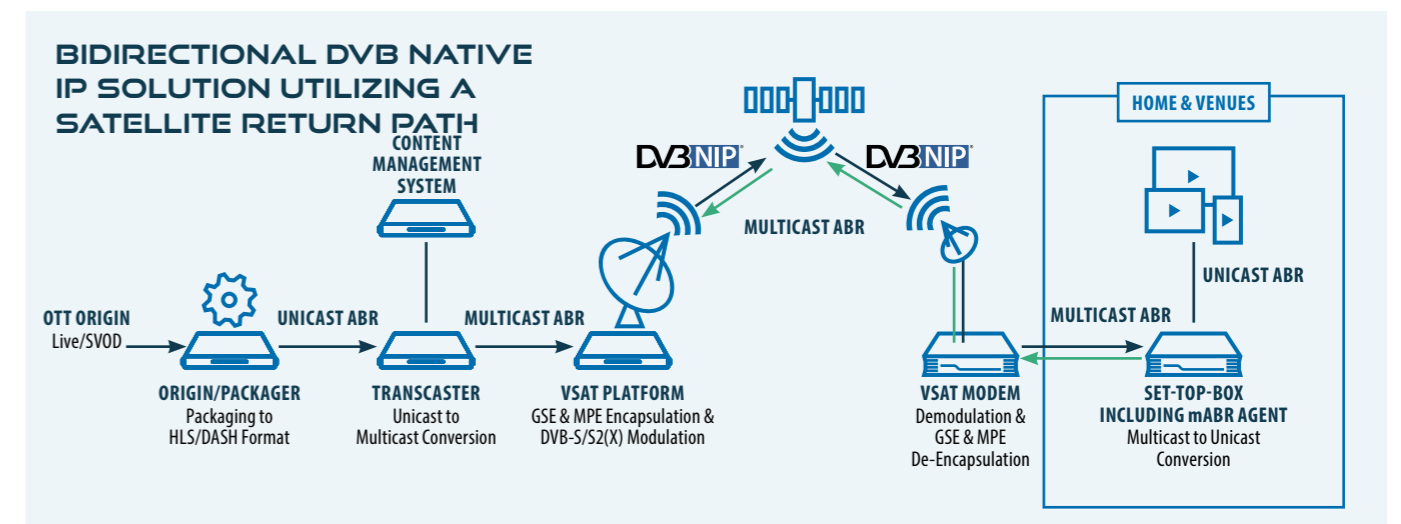 BIDIRECTIONAL DVB NATIVE
IP SOLUTION UTILIZING A
SATELLITE RETURN PATH
CONTENT
MANAGEMENT
SYSTEM
DVB NIP
DVB NIP
HOME & VENUES
MULTICAST ABR
UNICAST ABR
OTT ORIGIN
Live/SVOD
UNICAST ABR
MULTICAST ABR
MULTICAST ABR
ORIGIN/PACKAGER
Packaging to
HLS/DASH Format
TRANSCASTER
Unicast to
Multicast Conversion
VSAT PLATFORM
GSE & MPE Encapsulation &
DVB-S/S2(X) Modulation
VSAT MODEM
Demodulation &
GSE & MPE
De-Encapsulation
SET-TOP-BOX
INCLUDING mABR AGENT
Multicast to Unicast
Conversion